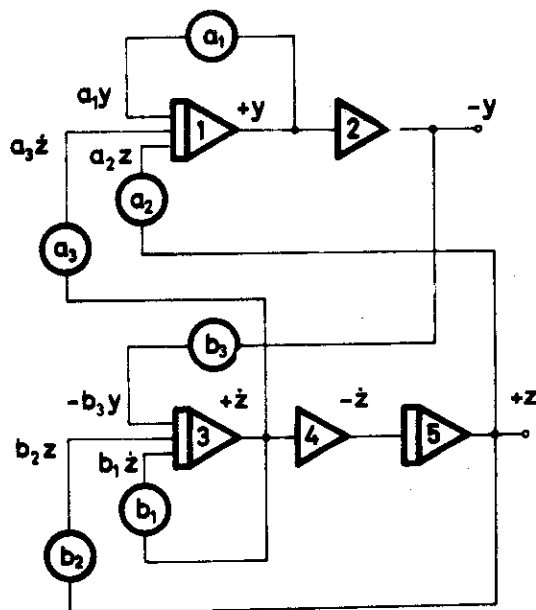 a₁
a₁y
1
+y
2
-y
a₃ż
a₂z
a₂
a₃
b₃
-b₃y
+ż
-ż
+z
3
4
5
b₂z
b₁ż
b₁
b₂